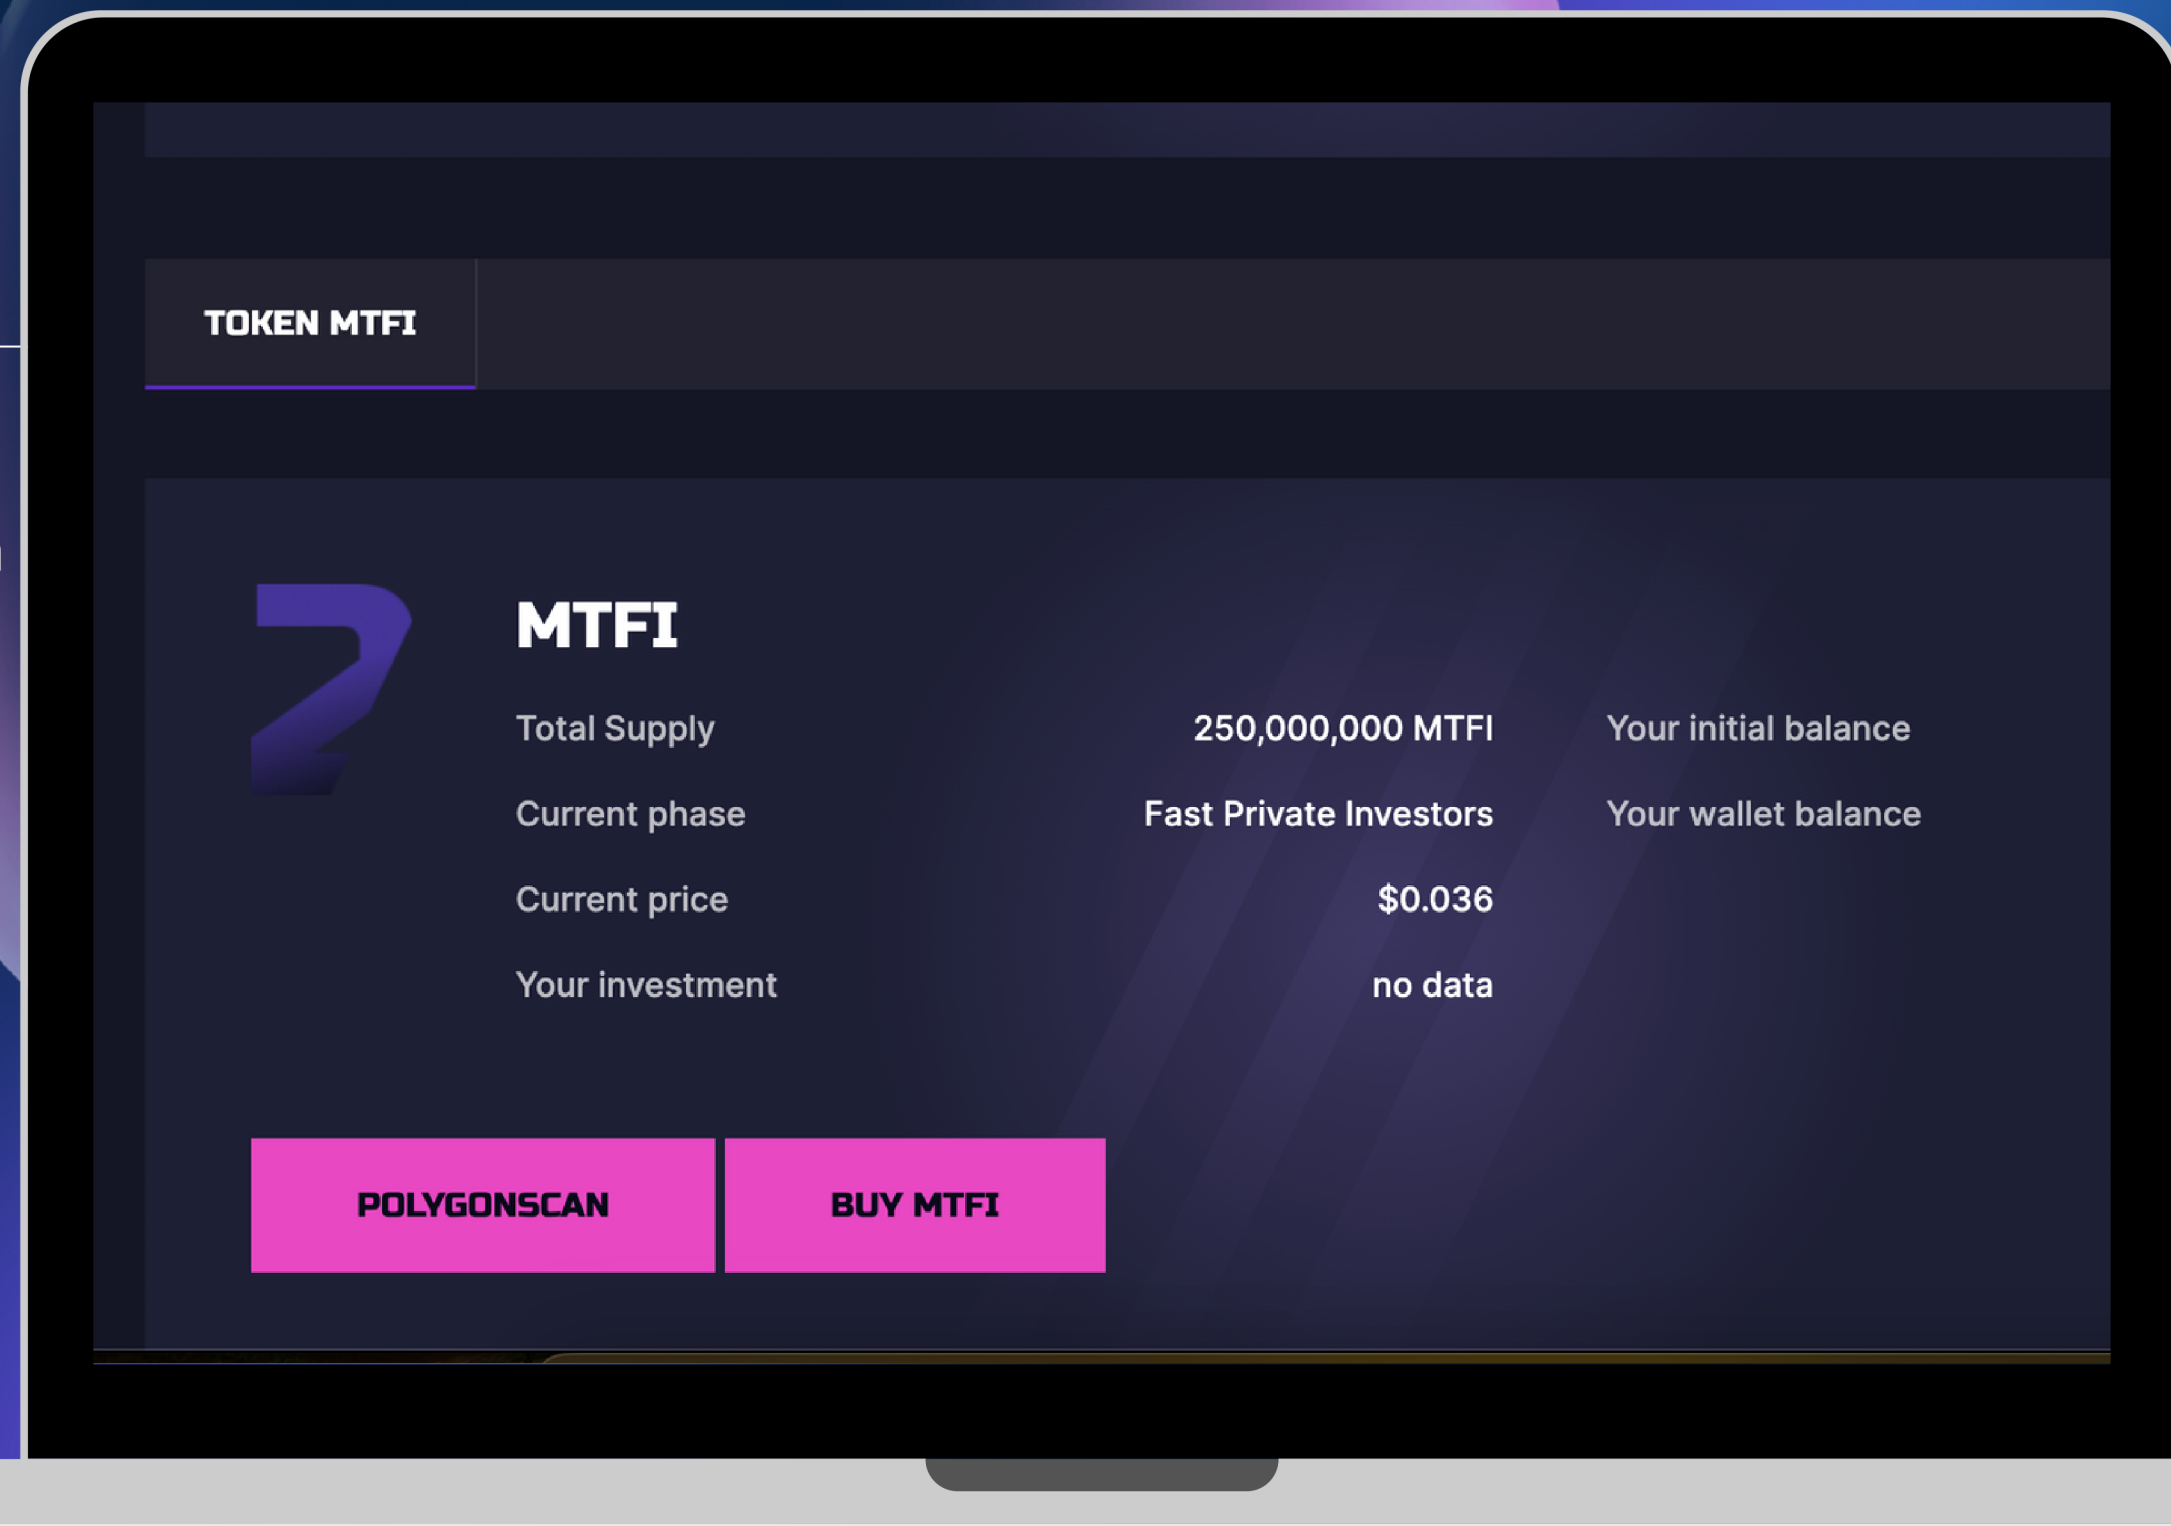 TOKEN MTFI
MTFI
Total Supply 250,000,000 MTFI Your initial balance
Current phase Fast Private Investors Your wallet balance
Current price $0.036
Your investment no data
POLYGONSCAN BUY MTFI